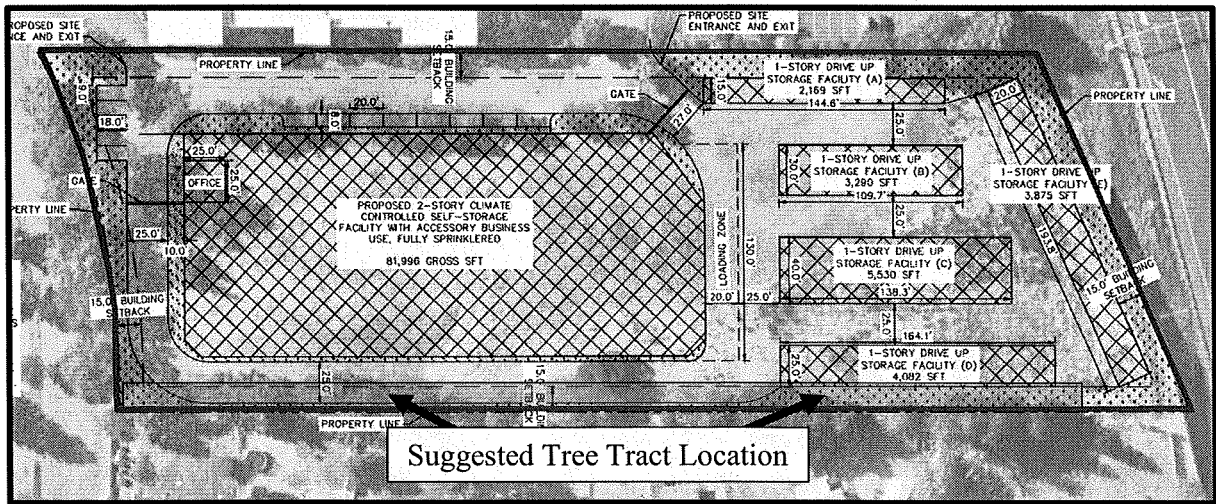 PROPOSED SITE
NCE AND EXIT
PROPERTY LINE
15.0' BUILDING
SETBACK
PROPOSED SITE
ENTRANCE AND EXIT
GATE
27.0'
15.0'
1-STORY DRIVE UP
STORAGE FACILITY (A)
2,169 SFT
144.6'
20.0'
PROPERTY LINE
19.0'
18.0'
20.0'
8.0'
25.0'
25.0'
OFFICE
GATE
PERTY LINE
25.0'
10.0'
PROPOSED 2-STORY CLIMATE
CONTROLLED SELF-STORAGE
FACILITY WITH ACCESSORY BUSINESS
USE, FULLY SPRINKLERED
81,996 GROSS SFT
LOADING ZONE
130.0'
20.0'
25.0'
25.0'
30.0'
1-STORY DRIVE UP
STORAGE FACILITY (B)
3,290 SFT
109.7'
25.0'
1-STORY DRIVE UP
STORAGE FACILITY (E)
3,875 SFT
193.8'
40.0'
1-STORY DRIVE UP
STORAGE FACILITY (C)
5,530 SFT
138.3'
25.0'
164.1'
25.0'
1-STORY DRIVE UP
STORAGE FACILITY (D)
4,082 SFT
15.0' BUILDING
SETBACK
15.0' BUILDING
SETBACK
25.0'
15.0' BUILDING
SETBACK
PROPERTY LINE
Suggested Tree Tract Location